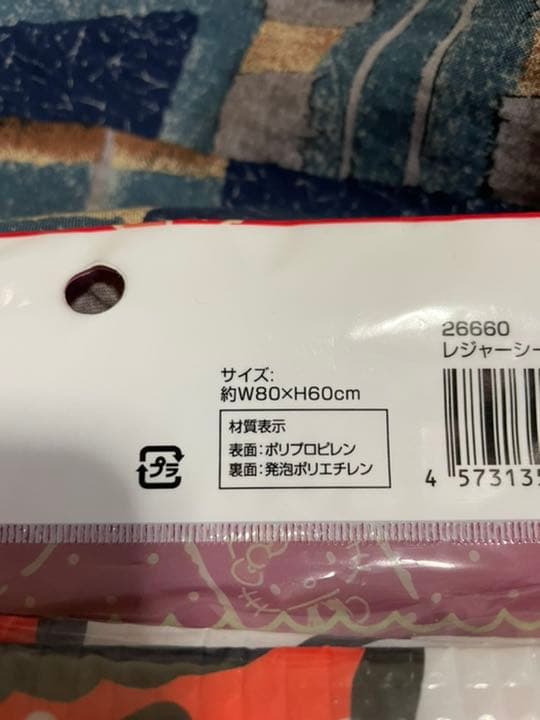 26660
レジャーシー
サイズ:
約W80×H60cm
材質表示
表面:ポリプロピレン
裏面:発泡ポリエチレン
プラ
4 573135